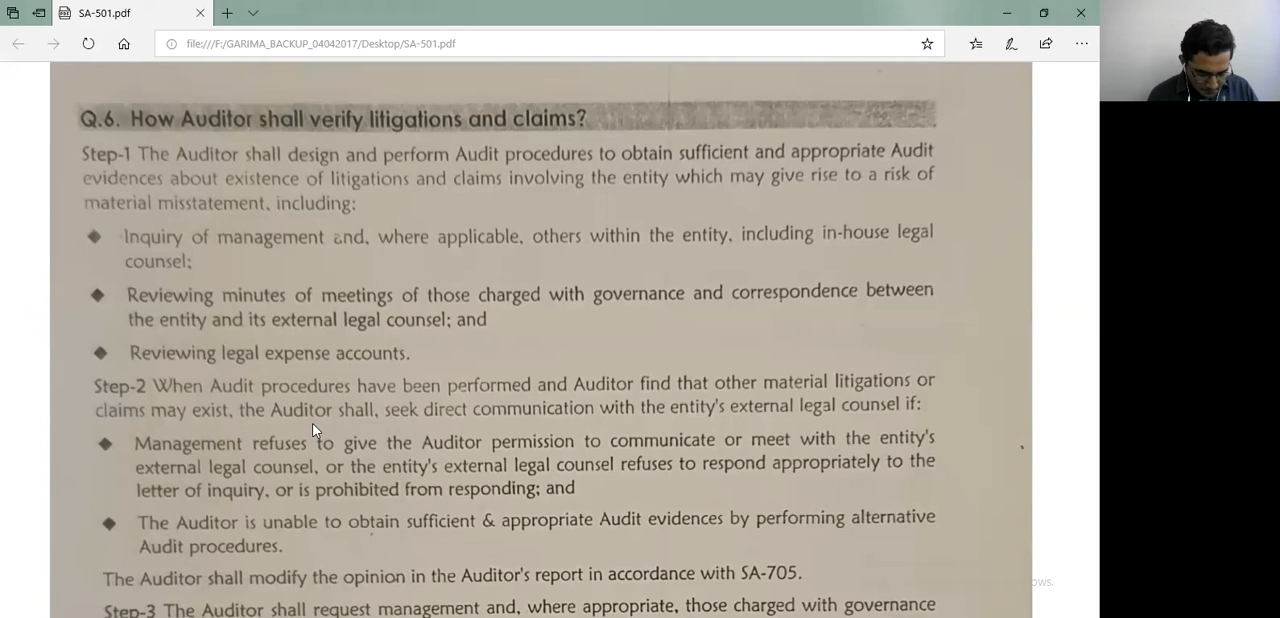 SA-501.pdf
file:///F:/GARIMA_BACKUP_04042017/Desktop/SA-501.pdf
Q.6. How Auditor shall verify litigations and claims?
Step-1 The Auditor shall design and perform Audit procedures to obtain sufficient and appropriate Audit
evidences about existence of litigations and claims involving the entity which may give rise to a risk of
material misstatement, including:
Inquiry of management and, where applicable, others within the entity, including in-house legal
counsel;
Reviewing minutes of meetings of those charged with governance and correspondence between
the entity and its external legal counsel; and
Reviewing legal expense accounts.
Step-2 When Audit procedures have been performed and Auditor find that other material litigations or
claims may exist, the Auditor shall, seek direct communication with the entity's external legal counsel if:
Management refuses to give the Auditor permission to communicate or meet with the entity's
external legal counsel, or the entity's external legal counsel refuses to respond appropriately to the
letter of inquiry, or is prohibited from responding; and
The Auditor is unable to obtain sufficient & appropriate Audit evidences by performing alternative
Audit procedures.
The Auditor shall modify the opinion in the Auditor's report in accordance with SA-705.
ows.
Step-3 The Auditor shall request management and, where appropriate, those charged with governance